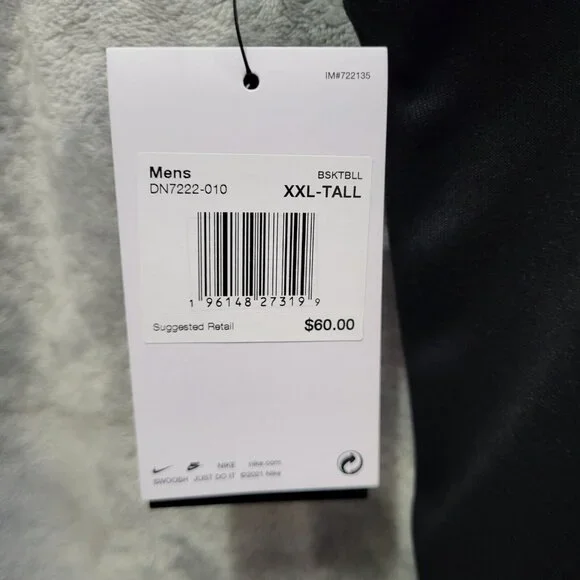 IM#722135
Mens BSKTBLL
DN7222-010 XXL-TALL
1 96148 27319 9
Suggested Retail $60.00
NIKE nike.com
SWOOSH JUST DO IT ©2021 Nike